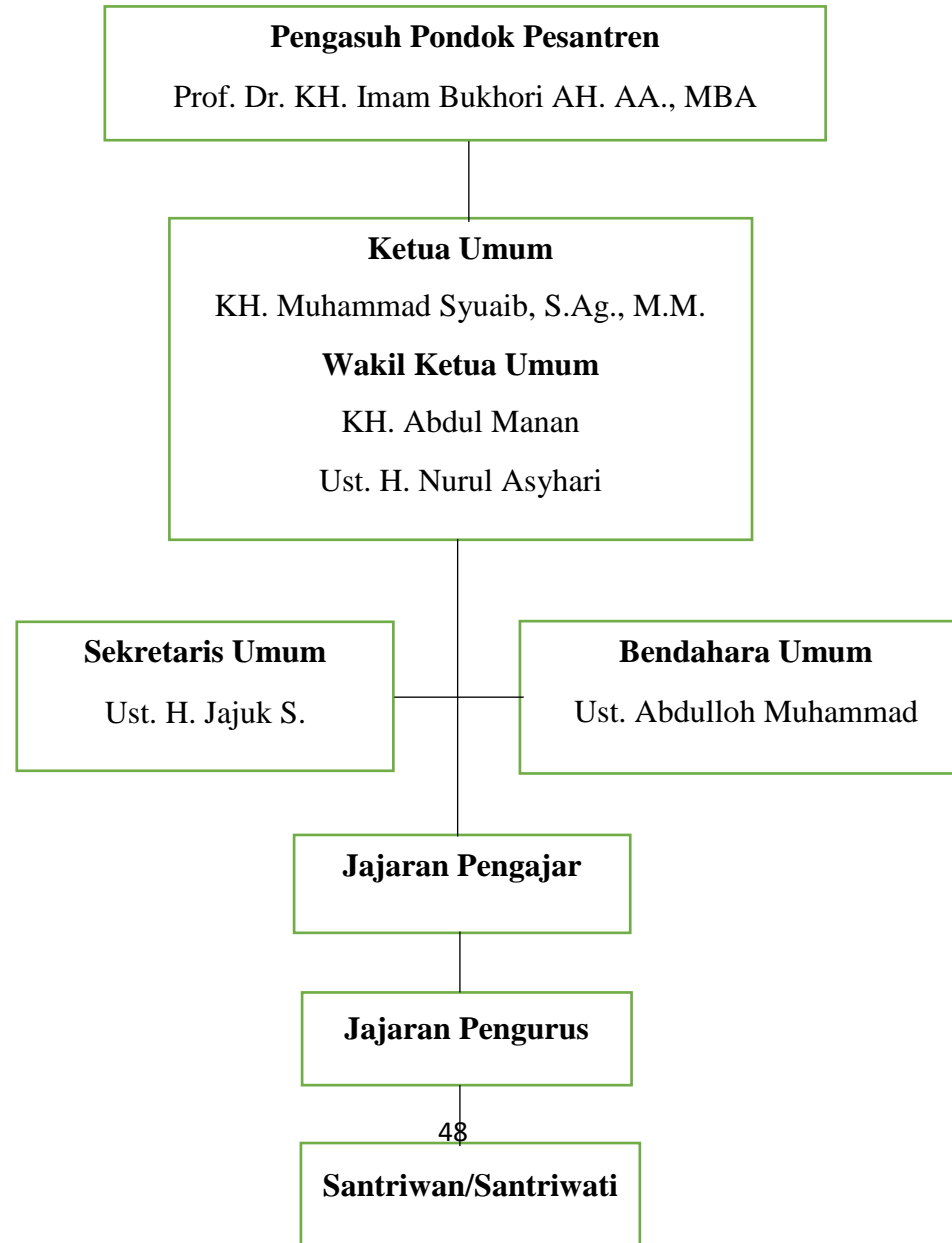 Pengasuh Pondok Pesantren
Prof. Dr. KH. Imam Bukhori AH. AA., MBA
Ketua Umum
KH. Muhammad Syuaib, S.Ag., M.M.
Wakil Ketua Umum
KH. Abdul Manan
Ust. H. Nurul Asyhari
Sekretaris Umum
Ust. H. Jajuk S.
Bendahara Umum
Ust. Abdulloh Muhammad
Jajaran Pengajar
Jajaran Pengurus
48
Santriwan/Santriwati